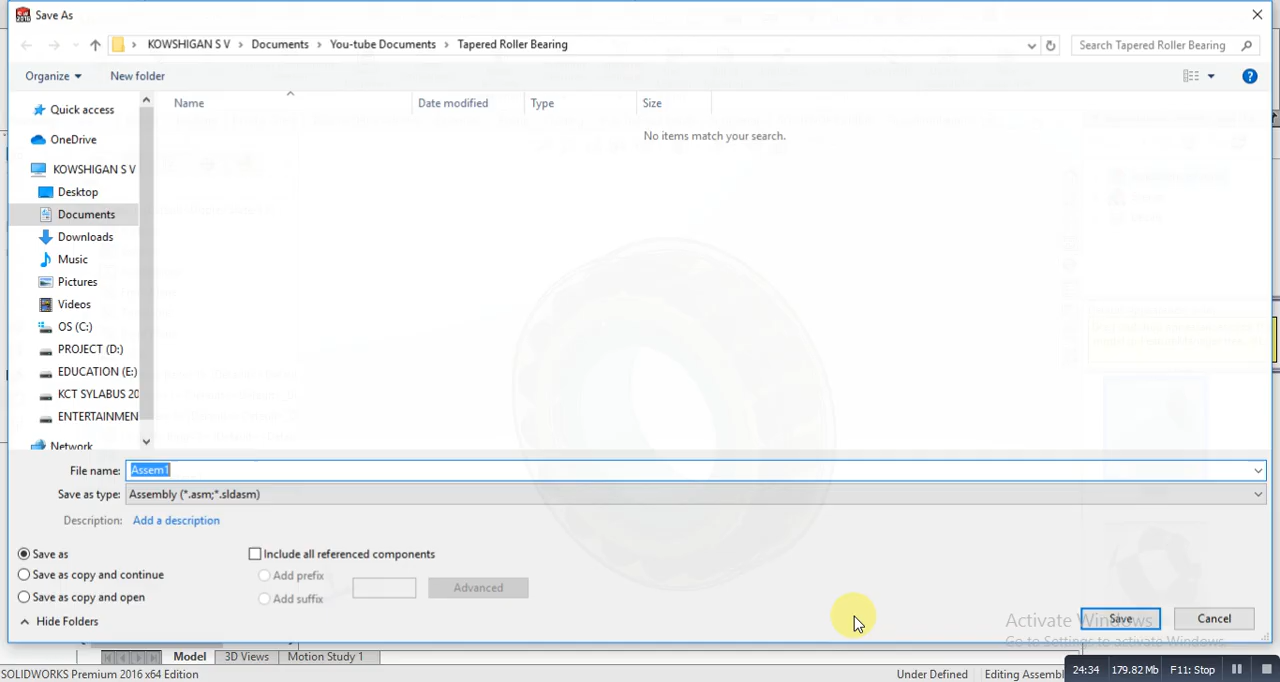 Save As
KOWSHIGAN S V > Documents > You-tube Documents > Tapered Roller Bearing
Search Tapered Roller Bearing
Organize
New folder
Name
Date modified
Type
Size
No items match your search.
Quick access
OneDrive
KOWSHIGAN S V
Desktop
Documents
Downloads
Music
Pictures
Videos
OS (C:)
PROJECT (D:)
EDUCATION (E:)
KCT SYLABUS 20
ENTERTAINMEN
Network
File name: Assem1
Save as type: Assembly (*.asm;*.sldasm)
Description: Add a description
Save as
Save as copy and continue
Save as copy and open
Include all referenced components
Add prefix
Add suffix
Advanced
Hide Folders
Save
Cancel
Activate Windows
Go to Settings to activate Windows.
Model
3D Views
Motion Study 1
SOLIDWORKS Premium 2016 x64 Edition
Under Defined
Editing Assembl
24:34
179.82 Mb
F11: Stop